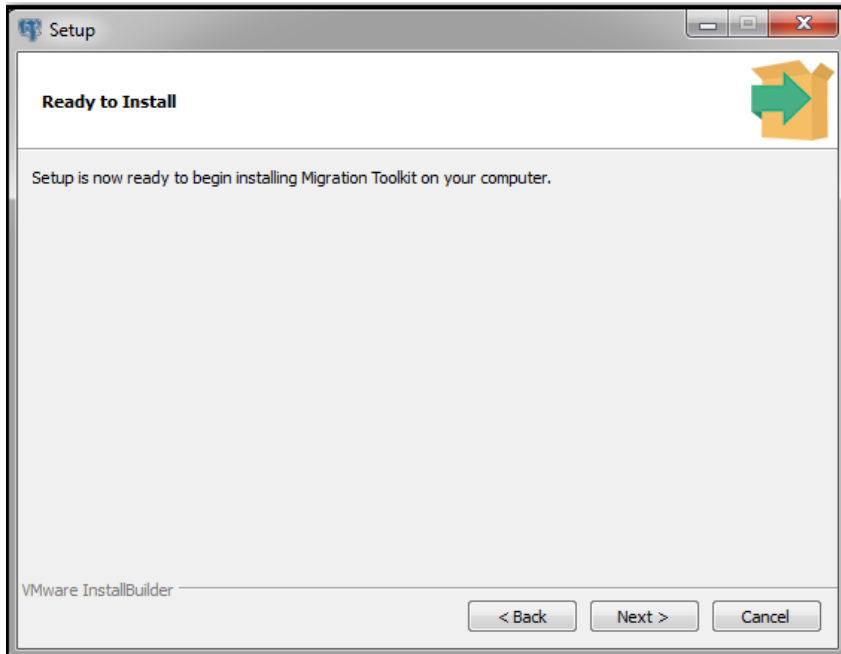 Setup
Ready to Install
Setup is now ready to begin installing Migration Toolkit on your computer.
VMware InstallBuilder
< Back
Next >
Cancel